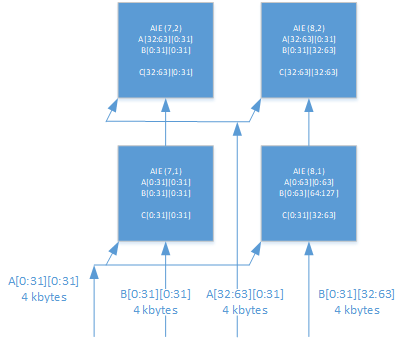 AIE (7,2)
A[32:63][0:31]
B[0:31][0:31]
C[32:63][0:31]
AIE (8,2)
A[32:63][0:31]
B[0:31][32:63]
C[32:63][32:63]
AIE (7,1)
A[0:31][0:31]
B[0:31][0:31]
C[0:31][0:31]
AIE (8,1)
A[0:63][0:63]
B[0:63][64:127]
C[0:31][32:63]
A[0:31][0:31]
4 kbytes
B[0:31][0:31]
4 kbytes
A[32:63][0:31]
4 kbytes
B[0:31][32:63]
4 kbytes